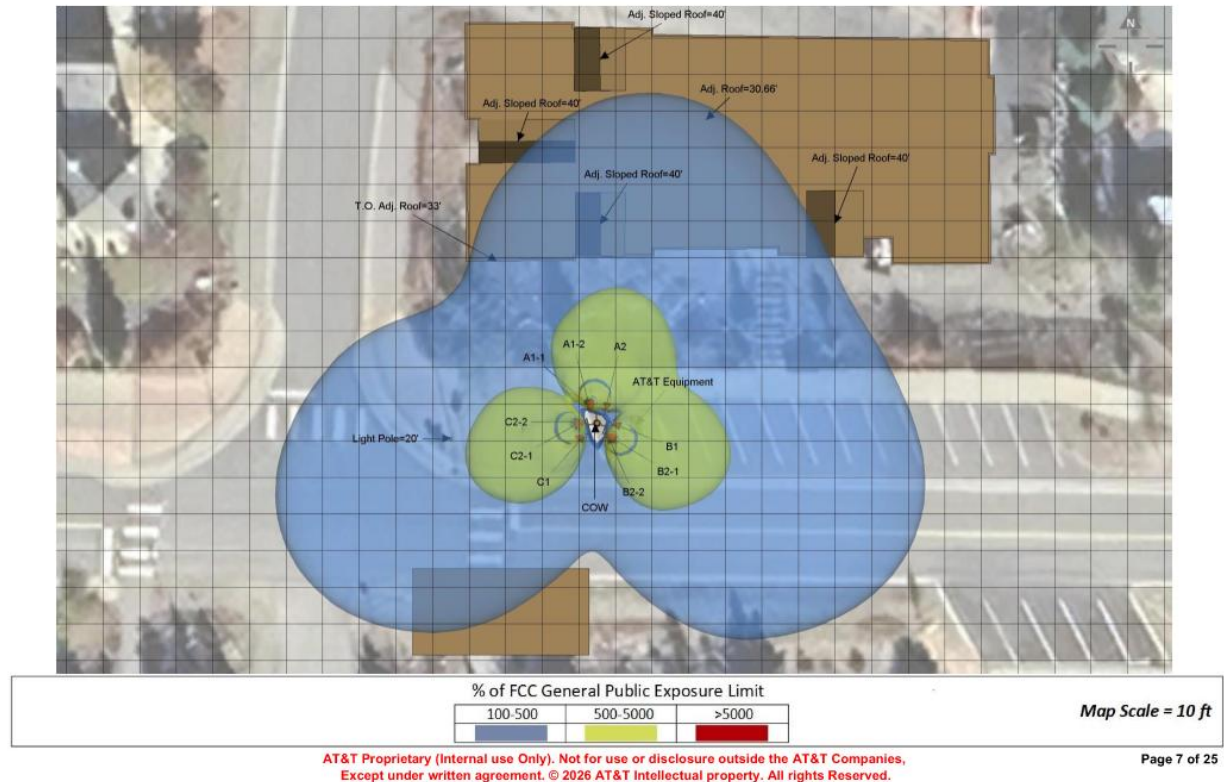 Adj. Sloped Roof=40'
N
Adj. Roof=30.66'
Adj. Sloped Roof=40'
Adj. Sloped Roof=40'
Adj. Sloped Roof=40'
T.O. Adj. Roof=33'
A1-2
A2
A1-1
AT&T Equipment
C2-2
Light Pole=20'
B1
C2-1
B2-1
C1
B2-2
COW
% of FCC General Public Exposure Limit
100-500 500-5000 >5000
Map Scale = 10 ft
AT&T Proprietary (Internal use Only). Not for use or disclosure outside the AT&T Companies,
Except under written agreement. © 2026 AT&T Intellectual property. All rights Reserved.
Page 7 of 25